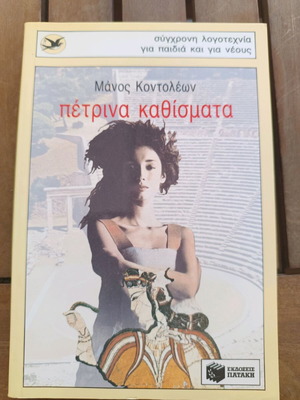 σύγχρονη λογοτεχνία
για παιδιά και για νέους
Μάνος Κοντολέων
πέτρινα καθίσματα
ΕΚΔΟΣΕΙΣ
ΠΑΤΑΚΗ